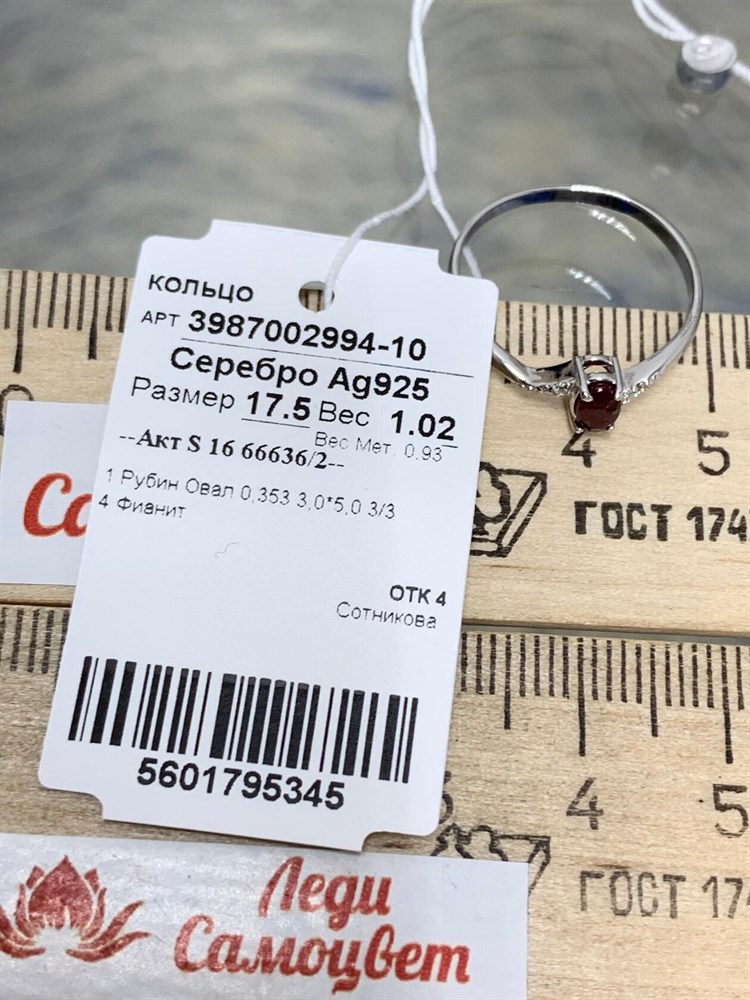 кольцо
АРТ 3987002994-10
Серебро Ag925
Размер 17.5 Вес 1.02
Вес Мет. 0.93
--Акт S 16 66636/2--
1 Рубин Овал 0,353 3,0*5,0 3/3
4 Фианит
ОТК 4
Сотникова
5601795345
4 5
ГОСТ 174
4 5
ГОСТ 17
Са
Леди
Самоцвет